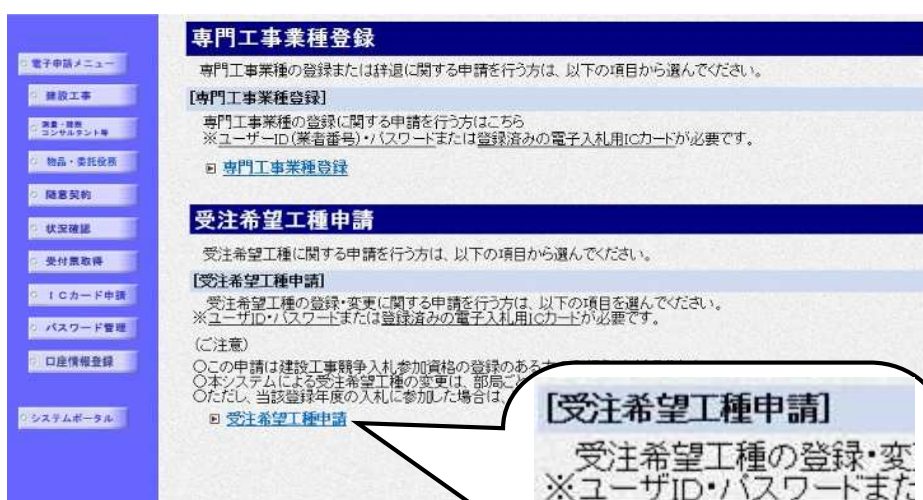 電子申請メニュー
建設工事
測量・建設
コンサルタント等
物品・委託役務
随意契約
状況確認
受付票取得
ICカード申請
パスワード管理
口座情報登録
システムポータル
専門工事業種登録
専門工事業種の登録または辞退に関する申請を行う方は、以下の項目から選んでください。
[専門工事業種登録]
専門工事業種の登録に関する申請を行う方はこちら
※ユーザーID(業者番号)・パスワードまたは登録済みの電子入札用ICカードが必要です。
専門工事業種登録
受注希望工種申請
受注希望工種に関する申請を行う方は、以下の項目から選んでください。
[受注希望工種申請]
受注希望工種の登録・変更に関する申請を行う方は、以下の項目を選んでください。
※ユーザID・パスワードまたは登録済みの電子入札用ICカードが必要です。
(ご注意)
○この申請は建設工事競争入札参加資格の登録のある
○本システムによる受注希望工種の変更は、部局ごと
○ただし、当該登録年度の入札に参加した場合は、
受注希望工種申請
[受注希望工種申請]
受注希望工種の登録・変
※ユーザID・パスワードまた